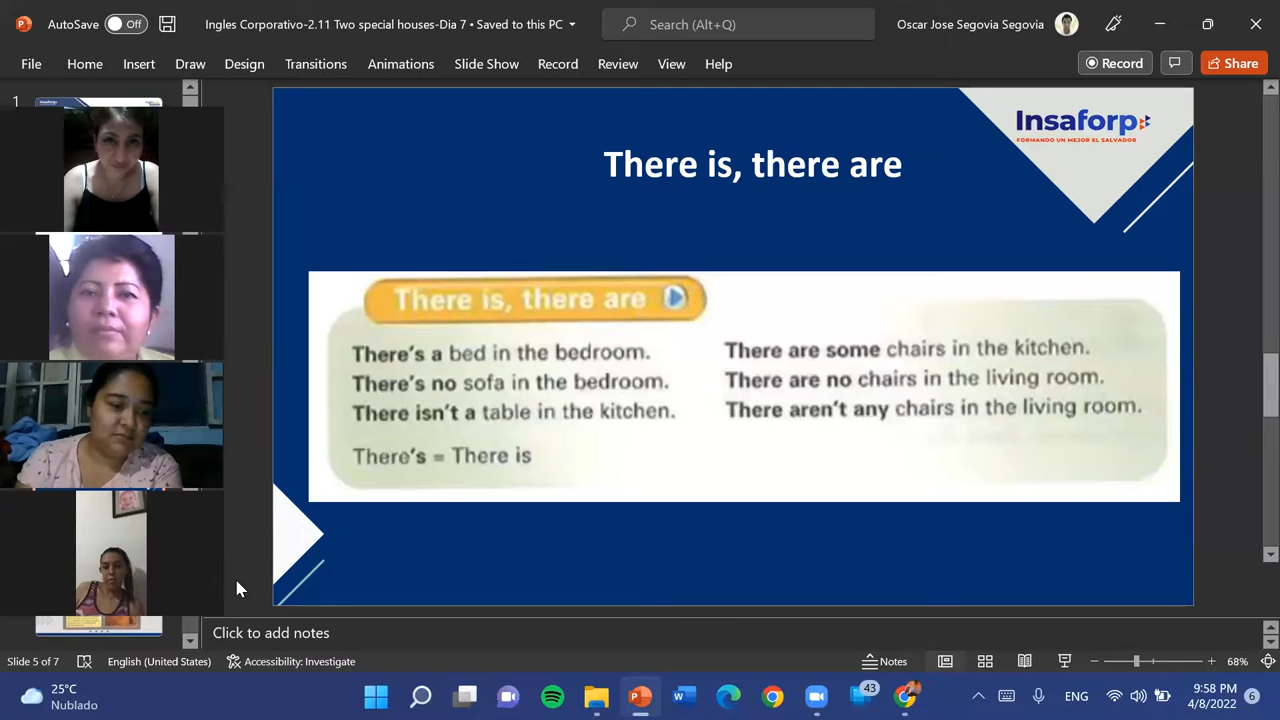 AutoSave Off Ingles Corporativo-2.11 Two special houses-Dia 7 • Saved to this PC Search (Alt+Q) Oscar Jose Segovia Segovia
File Home Insert Draw Design Transitions Animations Slide Show Record Review View Help Record Share
1
Insaforp
FORMANDO UN MEJOR EL SALVADOR
There is, there are
There is, there are
There's a bed in the bedroom.
There's no sofa in the bedroom.
There isn't a table in the kitchen.
There's = There is
There are some chairs in the kitchen.
There are no chairs in the living room.
There aren't any chairs in the living room.
Click to add notes
Slide 5 of 7 English (United States) Accessibility: Investigate Notes 68%
25°C
Nublado
43
ENG
9:58 PM
4/8/2022
6